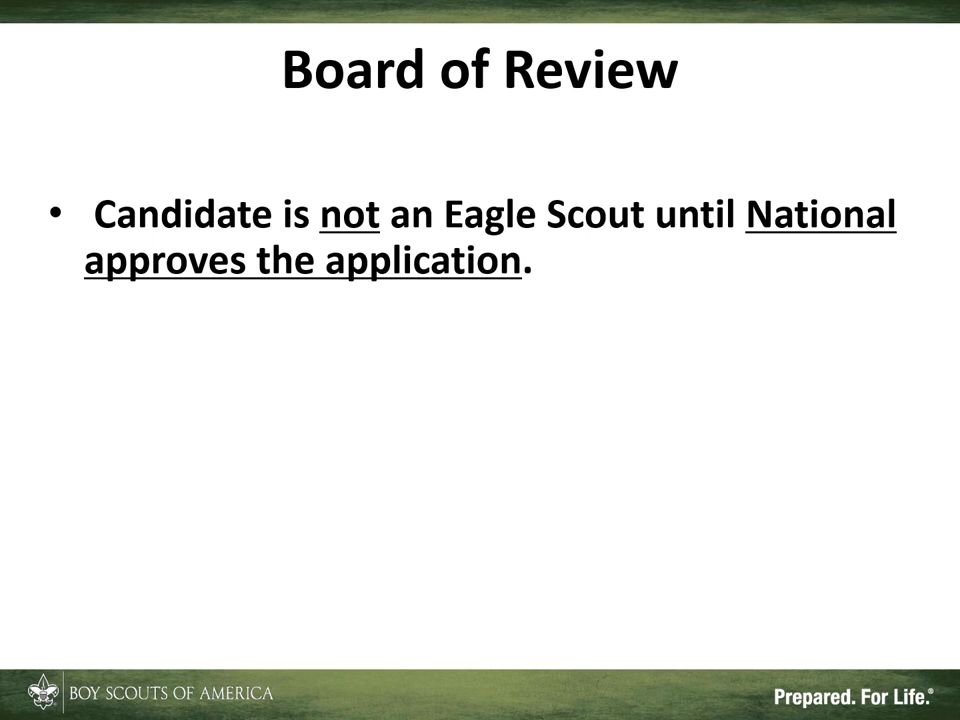 Board of Review
• Candidate is not an Eagle Scout until National
approves the application.
BOY SCOUTS OF AMERICA
Prepared. For Life.®